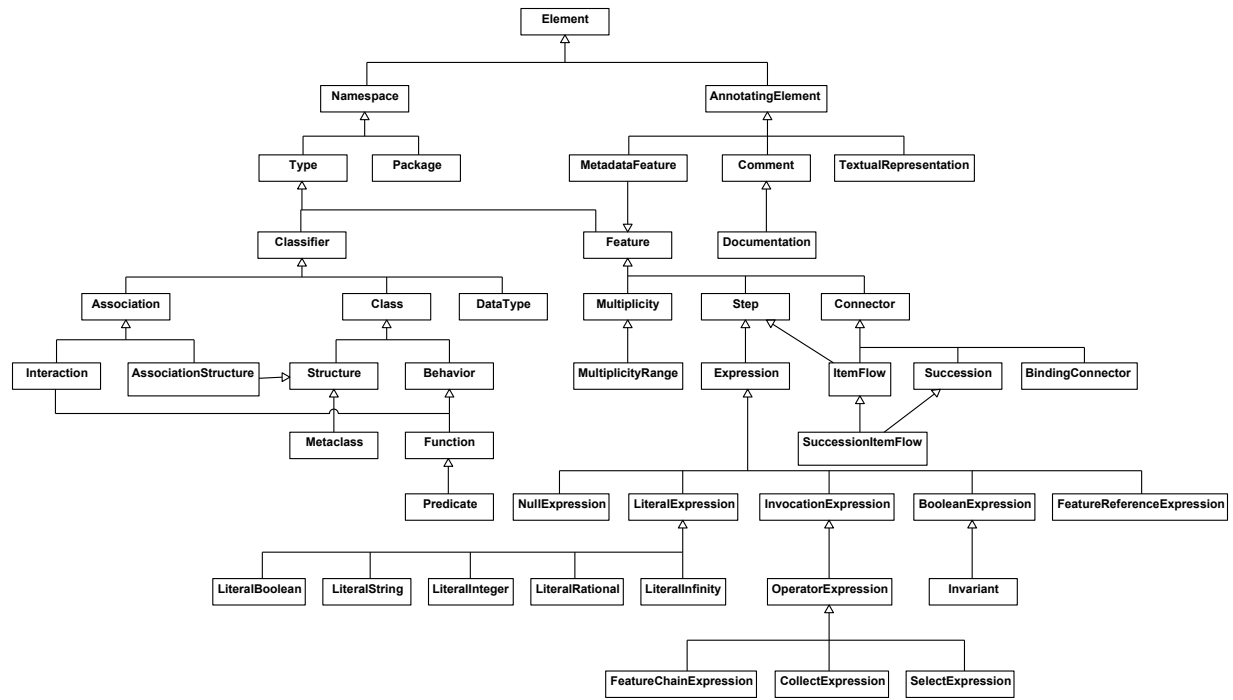 Element
Namespace
AnnotatingElement
Type
Package
MetadataFeature
Comment
TextualRepresentation
Classifier
Feature
Documentation
Association
Class
DataType
Multiplicity
Step
Connector
Interaction
AssociationStructure
Structure
Behavior
MultiplicityRange
Expression
ItemFlow
Succession
BindingConnector
Metaclass
Function
SuccessionItemFlow
Predicate
NullExpression
LiteralExpression
InvocationExpression
BooleanExpression
FeatureReferenceExpression
LiteralBoolean
LiteralString
LiteralInteger
LiteralRational
LiteralInfinity
OperatorExpression
Invariant
FeatureChainExpression
CollectExpression
SelectExpression